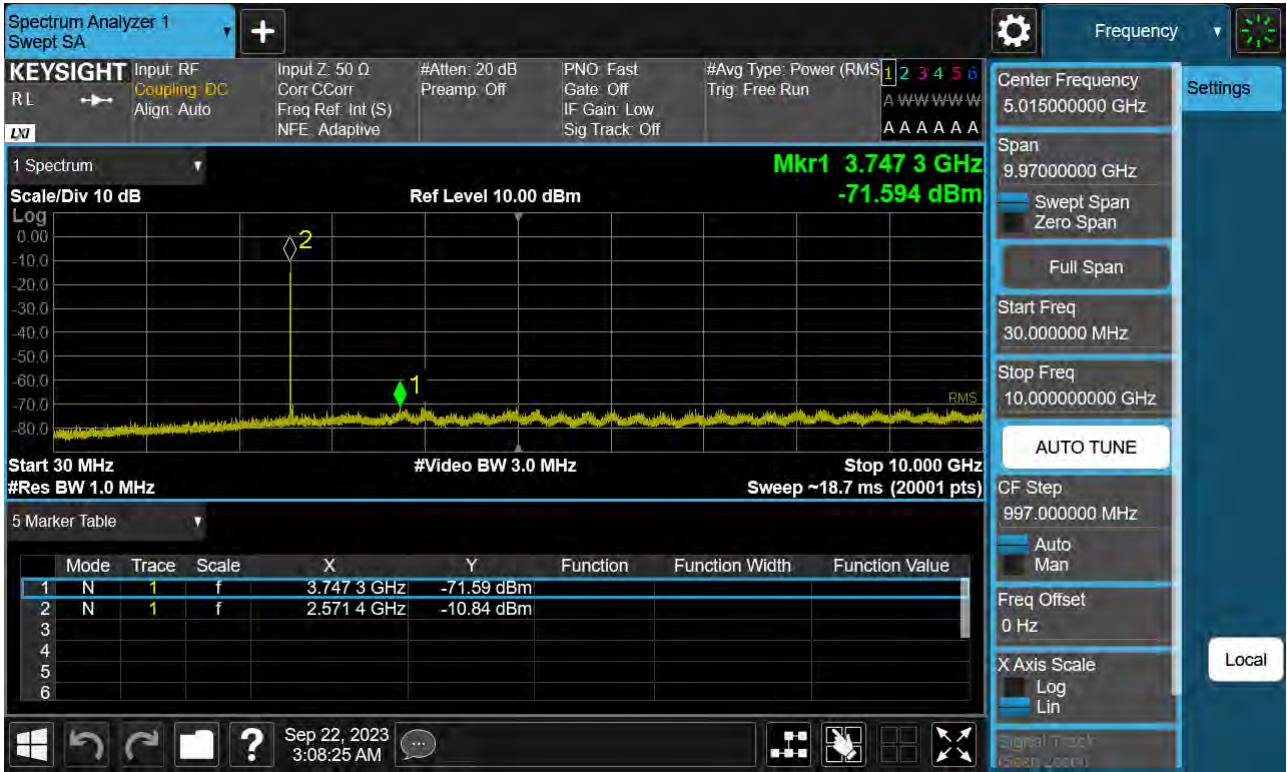 Spectrum Analyzer 1
Swept SA
Frequency
KEYSIGHT
RL
LXI
Input: RF
Coupling: DC
Align: Auto
Input Z: 50 Ω
Corr CCorr
Freq Ref: Int (S)
NFE: Adaptive
#Atten: 20 dB
Preamp: Off
PNO: Fast
Gate: Off
IF Gain: Low
Sig Track: Off
#Avg Type: Power (RMS
Trig: Free Run
1 2 3 4 5 6
A W W W W W
A A A A A A
1 Spectrum
Mkr1 3.747 3 GHz
-71.594 dBm
Scale/Div 10 dB
Ref Level 10.00 dBm
Log
0.00
-10.0
-20.0
-30.0
-40.0
-50.0
-60.0
-70.0
-80.0
2
1
RMS
Start 30 MHz
#Video BW 3.0 MHz
Stop 10.000 GHz
#Res BW 1.0 MHz
Sweep ~18.7 ms (20001 pts)
5 Marker Table
Mode Trace Scale X Y Function Function Width Function Value
1 N 1 f 3.747 3 GHz -71.59 dBm
2 N 1 f 2.571 4 GHz -10.84 dBm
3
4
5
6
Sep 22, 2023
3:08:25 AM
Center Frequency
5.015000000 GHz
Settings
Span
9.97000000 GHz
Swept Span
Zero Span
Full Span
Start Freq
30.000000 MHz
Stop Freq
10.000000000 GHz
AUTO TUNE
CF Step
997.000000 MHz
Auto
Man
Freq Offset
0 Hz
X Axis Scale
Log
Lin
Local
Signal Track
(Span Zoom)